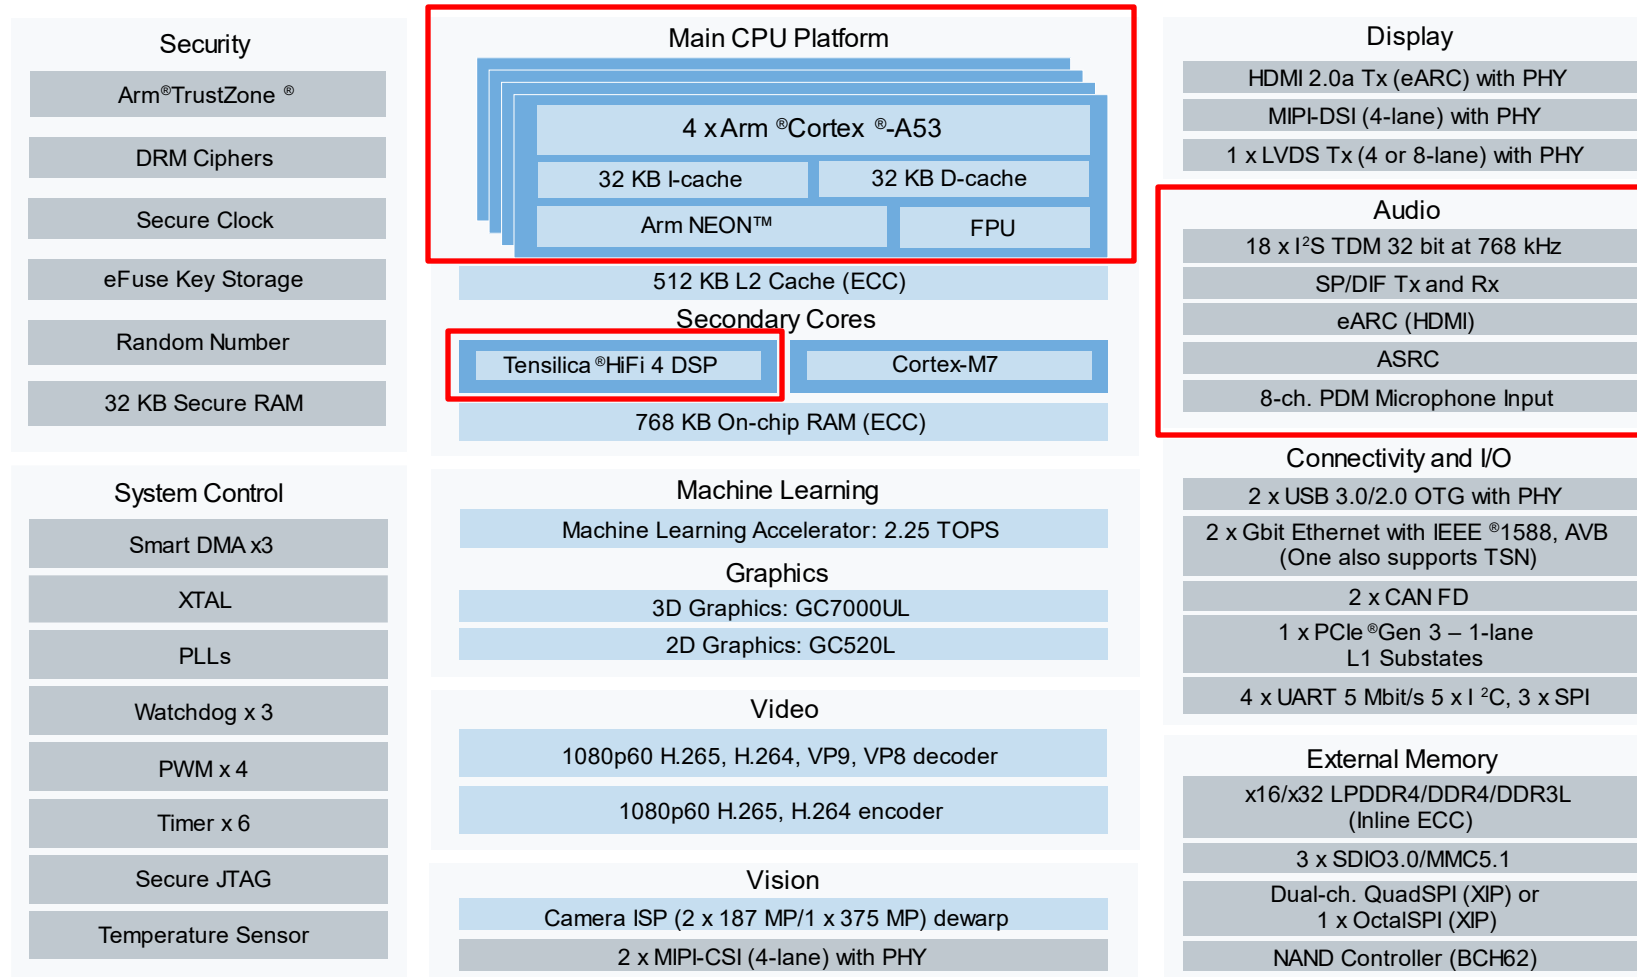 Security
Arm®TrustZone ®
DRM Ciphers
Secure Clock
eFuse Key Storage
Random Number
32 KB Secure RAM
System Control
Smart DMA x3
XTAL
PLLs
Watchdog x 3
PWM x 4
Timer x 6
Secure JTAG
Temperature Sensor
Main CPU Platform
4 x Arm ®Cortex ®-A53
32 KB I-cache
32 KB D-cache
Arm NEON™
FPU
512 KB L2 Cache (ECC)
Secondary Cores
Tensilica ®HiFi 4 DSP
Cortex-M7
768 KB On-chip RAM (ECC)
Machine Learning
Machine Learning Accelerator: 2.25 TOPS
Graphics
3D Graphics: GC7000UL
2D Graphics: GC520L
Video
1080p60 H.265, H.264, VP9, VP8 decoder
1080p60 H.265, H.264 encoder
Vision
Camera ISP (2 x 187 MP/1 x 375 MP) dewarp
2 x MIPI-CSI (4-lane) with PHY
Display
HDMI 2.0a Tx (eARC) with PHY
MIPI-DSI (4-lane) with PHY
1 x LVDS Tx (4 or 8-lane) with PHY
Audio
18 x I²S TDM 32 bit at 768 kHz
SP/DIF Tx and Rx
eARC (HDMI)
ASRC
8-ch. PDM Microphone Input
Connectivity and I/O
2 x USB 3.0/2.0 OTG with PHY
2 x Gbit Ethernet with IEEE ®1588, AVB
(One also supports TSN)
2 x CAN FD
1 x PCIe ®Gen 3 – 1-lane
L1 Substates
4 x UART 5 Mbit/s 5 x I ²C, 3 x SPI
External Memory
x16/x32 LPDDR4/DDR4/DDR3L
(Inline ECC)
3 x SDIO3.0/MMC5.1
Dual-ch. QuadSPI (XIP) or
1 x OctalSPI (XIP)
NAND Controller (BCH62)